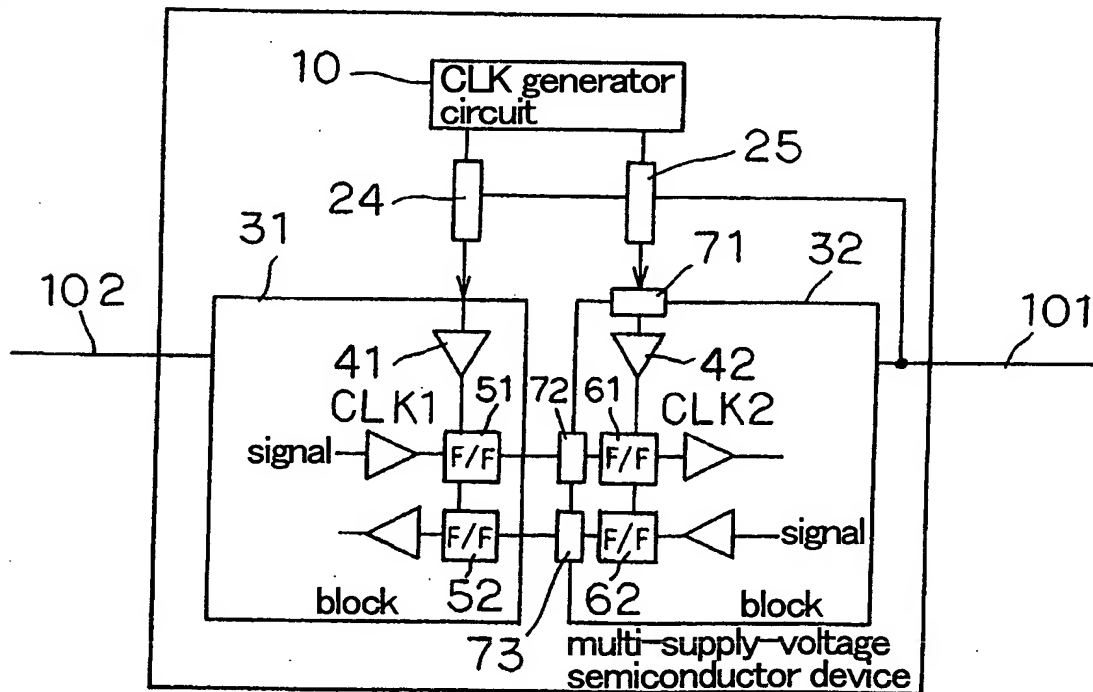 10
CLK generator
circuit
25
24
31
71
32
102
101
41
42
CLK1
51
72
61
CLK2
signal
F/F
F/F
F/F
F/F
signal
52
62
block
block
73
multi-supply-voltage
semiconductor device